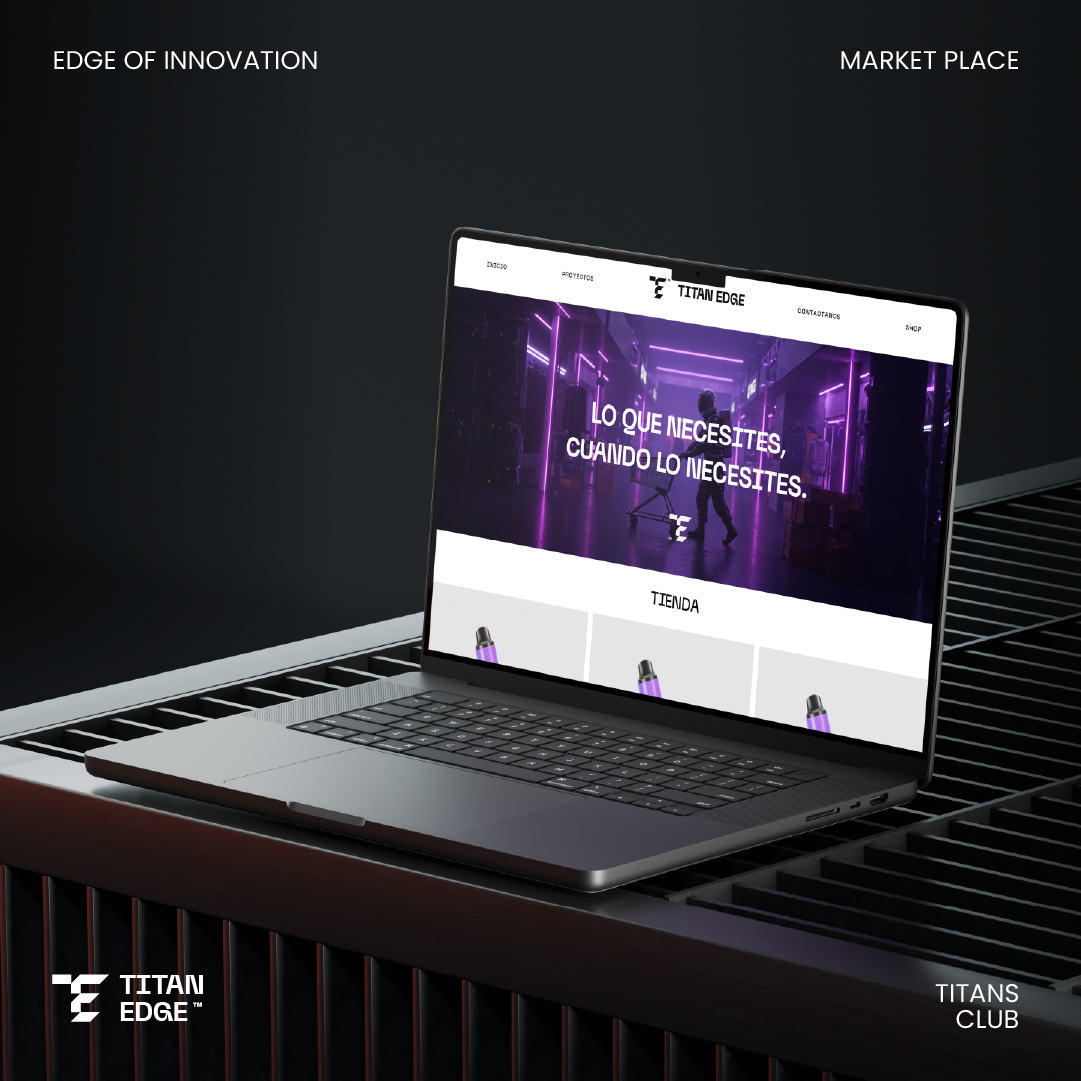 EDGE OF INNOVATION
MARKET PLACE
INICIO
PROYECTOS
TITAN EDGE
CONTACTANOS
SHOP
LO QUE NECESITES,
CUANDO LO NECESITES.
TIENDA
TITAN
EDGE™
TITANS
CLUB